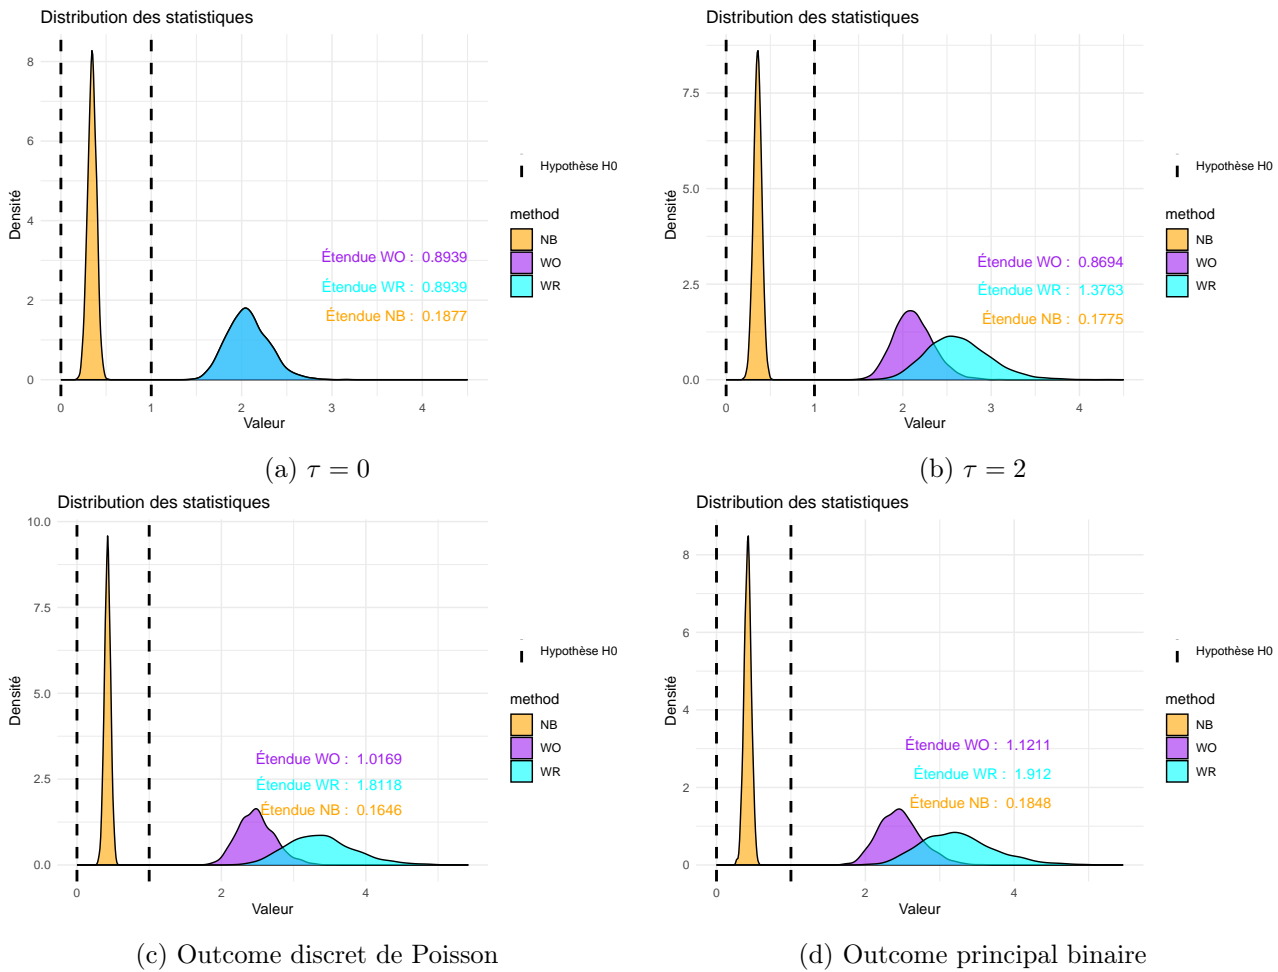 Distribution des statistiques
Densité
8
6
4
2
0
Étendue WO : 0.8939
Étendue WR : 0.8939
Étendue NB : 0.1877
0 1 2 3 4
Valeur
Hypothèse H0
method
NB
WO
WR
(a) τ = 0
Distribution des statistiques
Densité
7.5
5.0
2.5
0.0
Étendue WO : 0.8694
Étendue WR : 1.3763
Étendue NB : 0.1775
0 1 2 3 4
Valeur
Hypothèse H0
method
NB
WO
WR
(b) τ = 2
Distribution des statistiques
Densité
10.0
7.5
5.0
2.5
0.0
Étendue WO : 1.0169
Étendue WR : 1.8118
Étendue NB : 0.1646
0 2 4
Valeur
Hypothèse H0
method
NB
WO
WR
(c) Outcome discret de Poisson
Distribution des statistiques
Densité
8
6
4
2
0
Étendue WO : 1.1211
Étendue WR : 1.912
Étendue NB : 0.1848
0 2 4
Valeur
Hypothèse H0
method
NB
WO
WR
(d) Outcome principal binaire